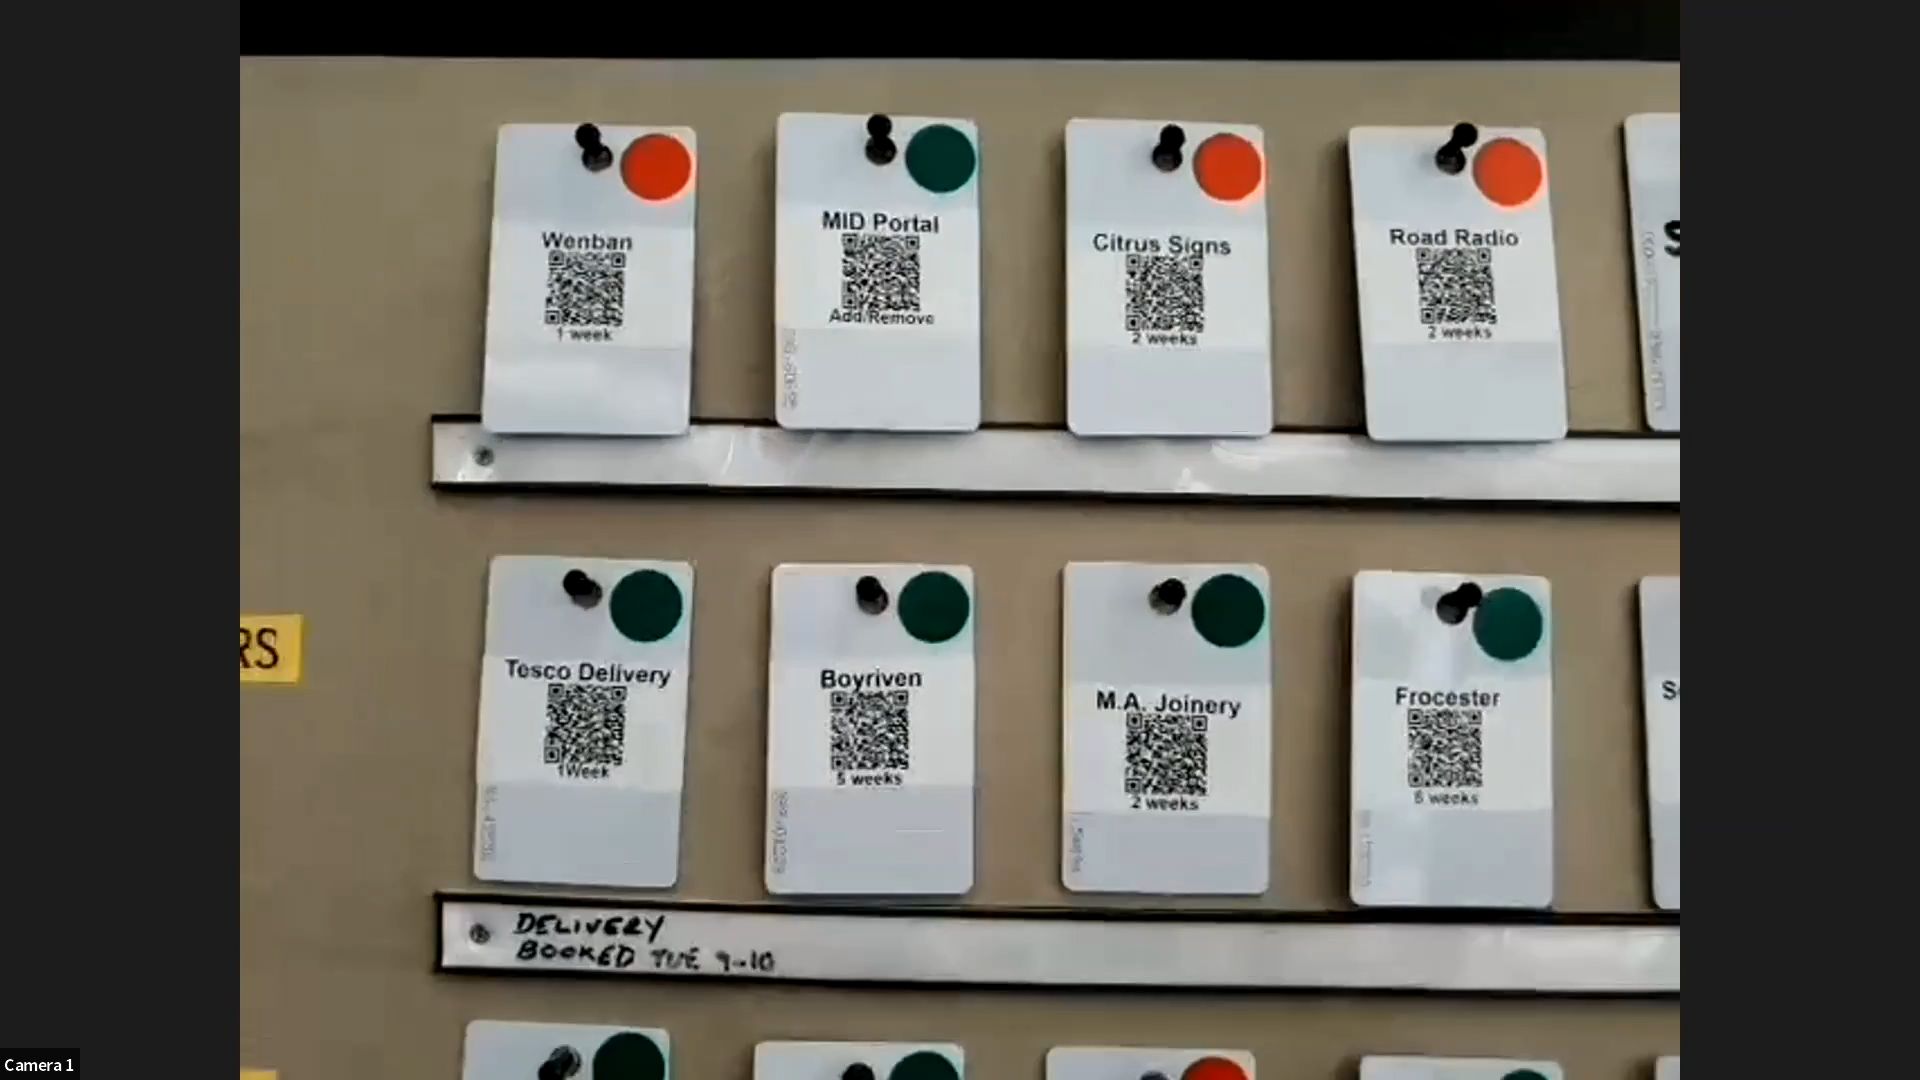 Wenban
1 week
MID Portal
Add/Remove
Citrus Signs
2 weeks
Road Radio
2 weeks
S
RS
Tesco Delivery
1Week
Boyriven
5 weeks
M.A. Joinery
2 weeks
Frocester
weeks
DELIVERY
BOOKED TUE 9-10
Camera 1